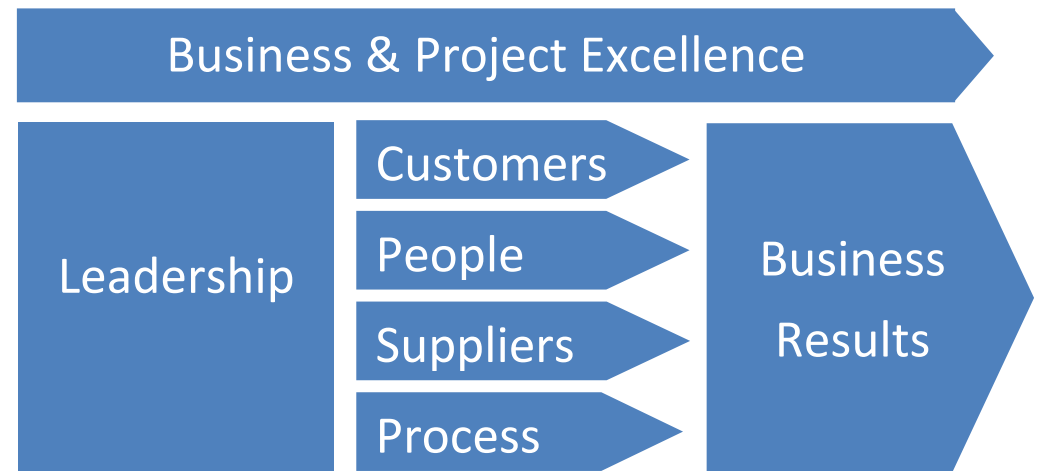 Business & Project Excellence
Leadership
Customers
People
Suppliers
Process
Business
Results